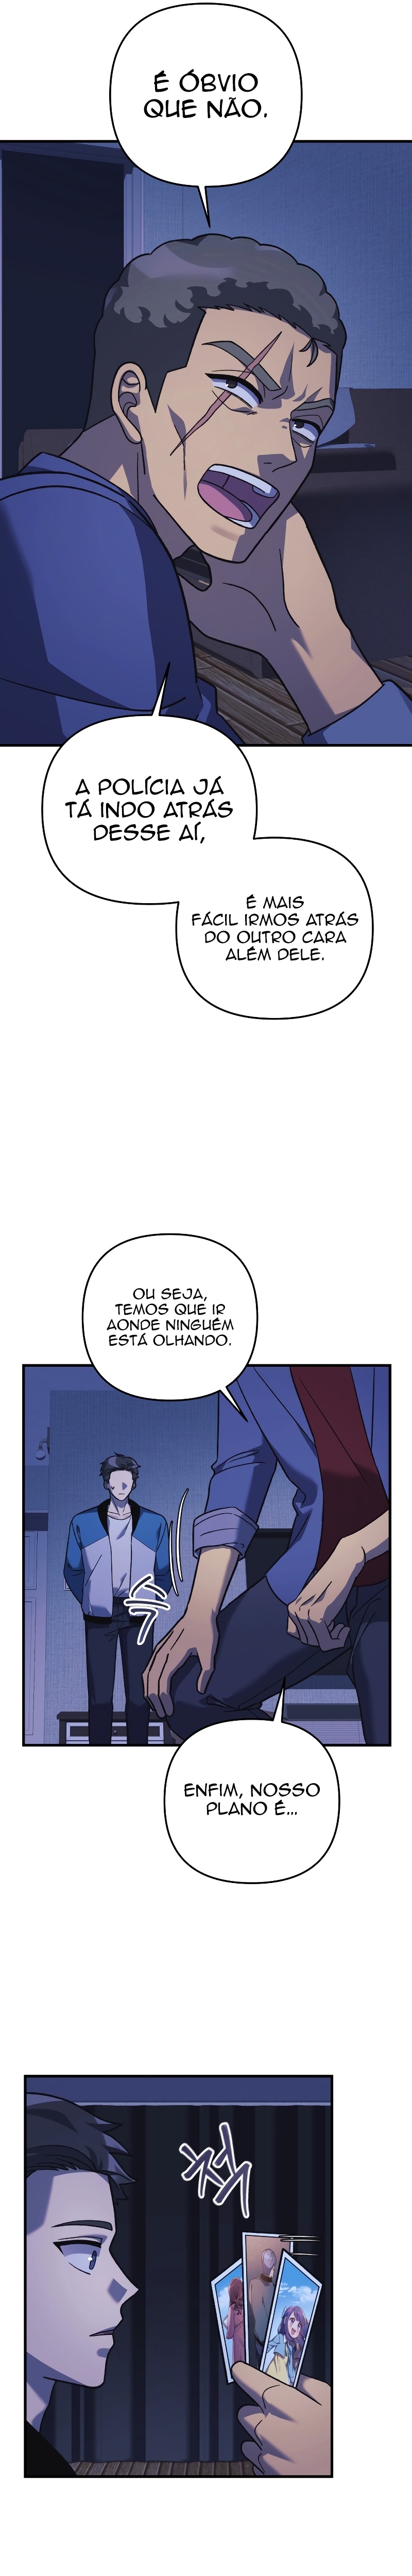 É ÓBVIO
QUE NÃO.
A POLÍCIA JÁ
TÁ INDO ATRÁS
DESSE AÍ,
É MAIS
FÁCIL IRMOS ATRÁS
DO OUTRO CARA
ALÉM DELE.
OU SEJA,
TEMOS QUE IR
AONDE NINGUÉM
ESTÁ OLHANDO.
ENFIM, NOSSO
PLANO É...